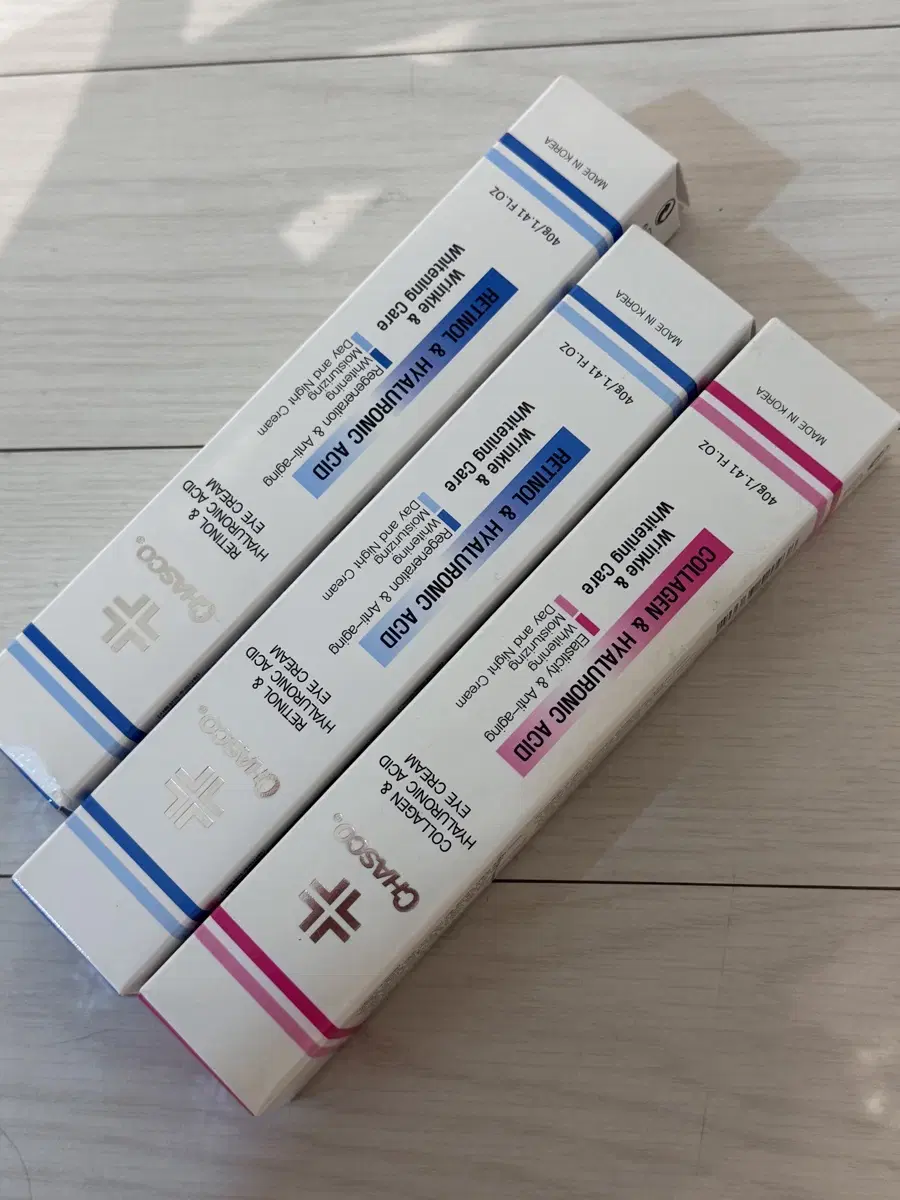 CHASCO
RETINOL &
HYALURONIC ACID
EYE CREAM
RETINOL & HYALURONIC ACID
Regeneration & Anti-aging
Whitening
Moisturizing
Day and Night Cream
Wrinkle &
Whitening Care
40g/1.41 FL.OZ
MADE IN KOREA
CHASCO
RETINOL &
HYALURONIC ACID
EYE CREAM
RETINOL & HYALURONIC ACID
Regeneration & Anti-aging
Whitening
Moisturizing
Day and Night Cream
Wrinkle &
Whitening Care
40g/1.41 FL.OZ
MADE IN KOREA
CHASCO
COLLAGEN &
HYALURONIC ACID
EYE CREAM
COLLAGEN & HYALURONIC ACID
Elasticity & Anti-aging
Whitening
Moisturizing
Day and Night Cream
Wrinkle &
Whitening Care
40g/1.41 FL.OZ
MADE IN KOREA